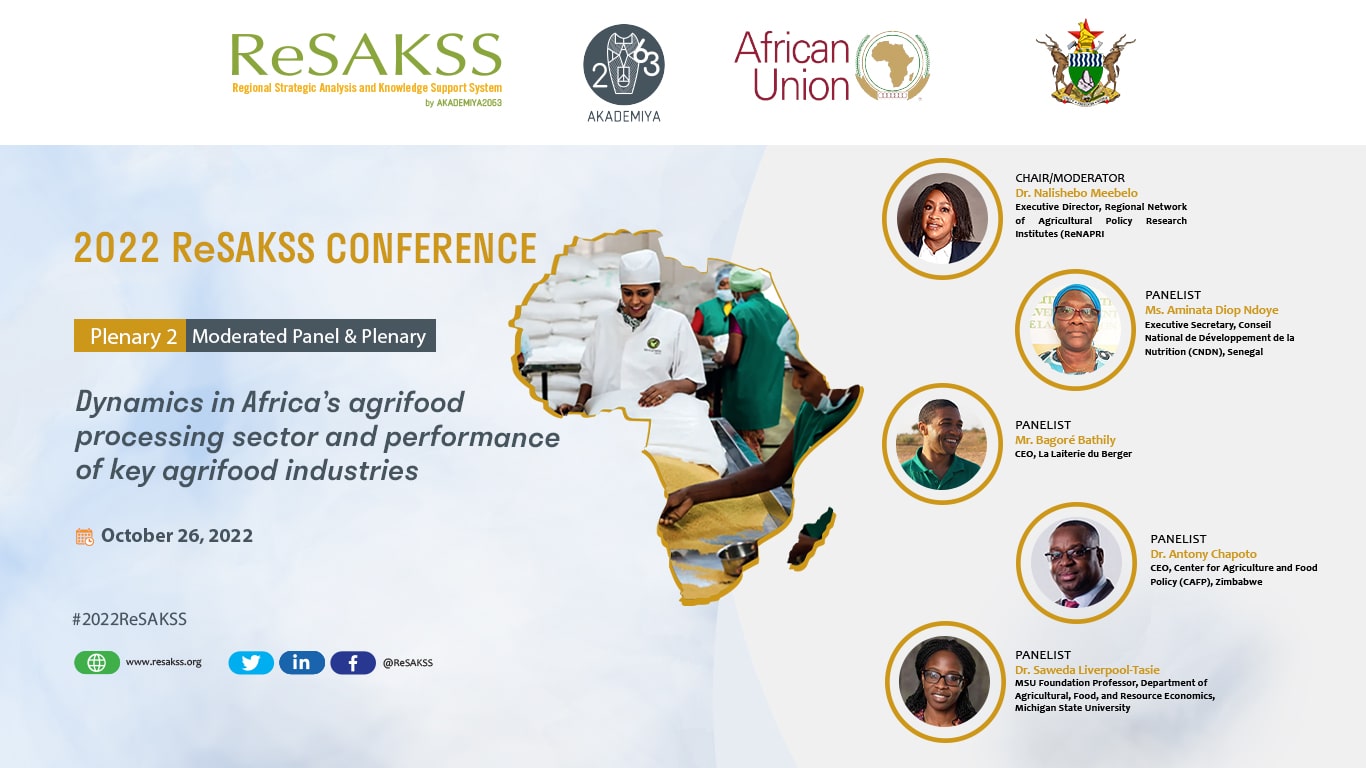 ReSAKSS
Regional Strategic Analysis and Knowledge Support System
by AKADEMIYA2063
2063
AKADEMIYA
African
Union
2022 ReSAKSS CONFERENCE
Plenary 2 Moderated Panel & Plenary
Dynamics in Africa's agrifood
processing sector and performance
of key agrifood industries
October 26, 2022
#2022ReSAKSS
www.resakss.org
@ReSAKSS
CHAIR/MODERATOR
Dr. Nalishebo Meebelo
Executive Director, Regional Network
of Agricultural Policy Research
Institutes (ReNAPRI
PANELIST
Ms. Aminata Diop Ndoye
Executive Secretary, Conseil
National de Développement de la
Nutrition (CNDN), Senegal
PANELIST
Mr. Bagoré Bathily
CEO, La Laiterie du Berger
PANELIST
Dr. Antony Chapoto
CEO, Center for Agriculture and Food
Policy (CAFP), Zimbabwe
PANELIST
Dr. Saweda Liverpool-Tasie
MSU Foundation Professor, Department of
Agricultural, Food, and Resource Economics,
Michigan State University